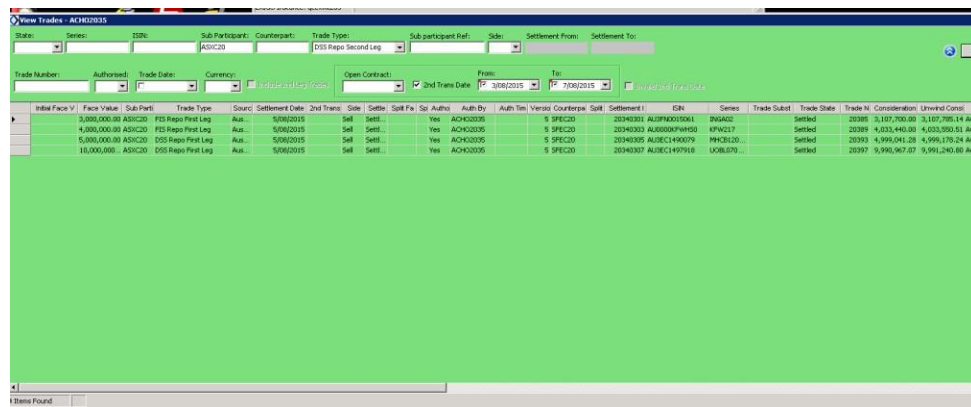 View Trades - ACHO2035
State: Series: ISIN: Sub Participant: Counterpart: Trade Type: Sub participant Ref: Side: Settlement From: Settlement To:
ASXC20 DSS Repo Second Leg
Trade Number: Authorised: Trade Date: Currency: Open Contract: From: To:
2nd Trans Date 3/08/2015 7/08/2015
Initial Face V Face Value Sub Parti Trade Type Sourc Settlement Date 2nd Trans Side Settle Split Fa Sp Autho Auth By Auth Tim Versio Counterpa Split Settlement I ISIN Series Trade Subst Trade State Trade N Consideration Unwind Consi
3,000,000.00 ASXC20 FIS Repo First Leg Aus... 5/08/2015 Sell Settl... Yes ACHO2035 5 SFEC20 20340301 AU3FN0015061 INGA02 Settled 20385 3,107,700.00 3,107,785.14
4,000,000.00 ASXC20 FIS Repo First Leg Aus... 5/08/2015 Sell Settl... Yes ACHO2035 5 SFEC20 20340303 AU0000KFWHS0 KFW217 Settled 20389 4,033,440.00 4,033,550.51
5,000,000.00 ASXC20 DSS Repo First Leg Aus... 5/08/2015 Sell Settl... Yes ACHO2035 5 SFEC20 20340305 AU3EC1490079 MHCB120... Settled 20393 4,999,041.28 4,999,178.24
10,000,000... ASXC20 DSS Repo First Leg Aus... 5/08/2015 Sell Settl... Yes ACHO2035 5 SFEC20 20340307 AU3EC1497918 UOBL070... Settled 20397 9,990,967.07 9,991,240.80
Items Found